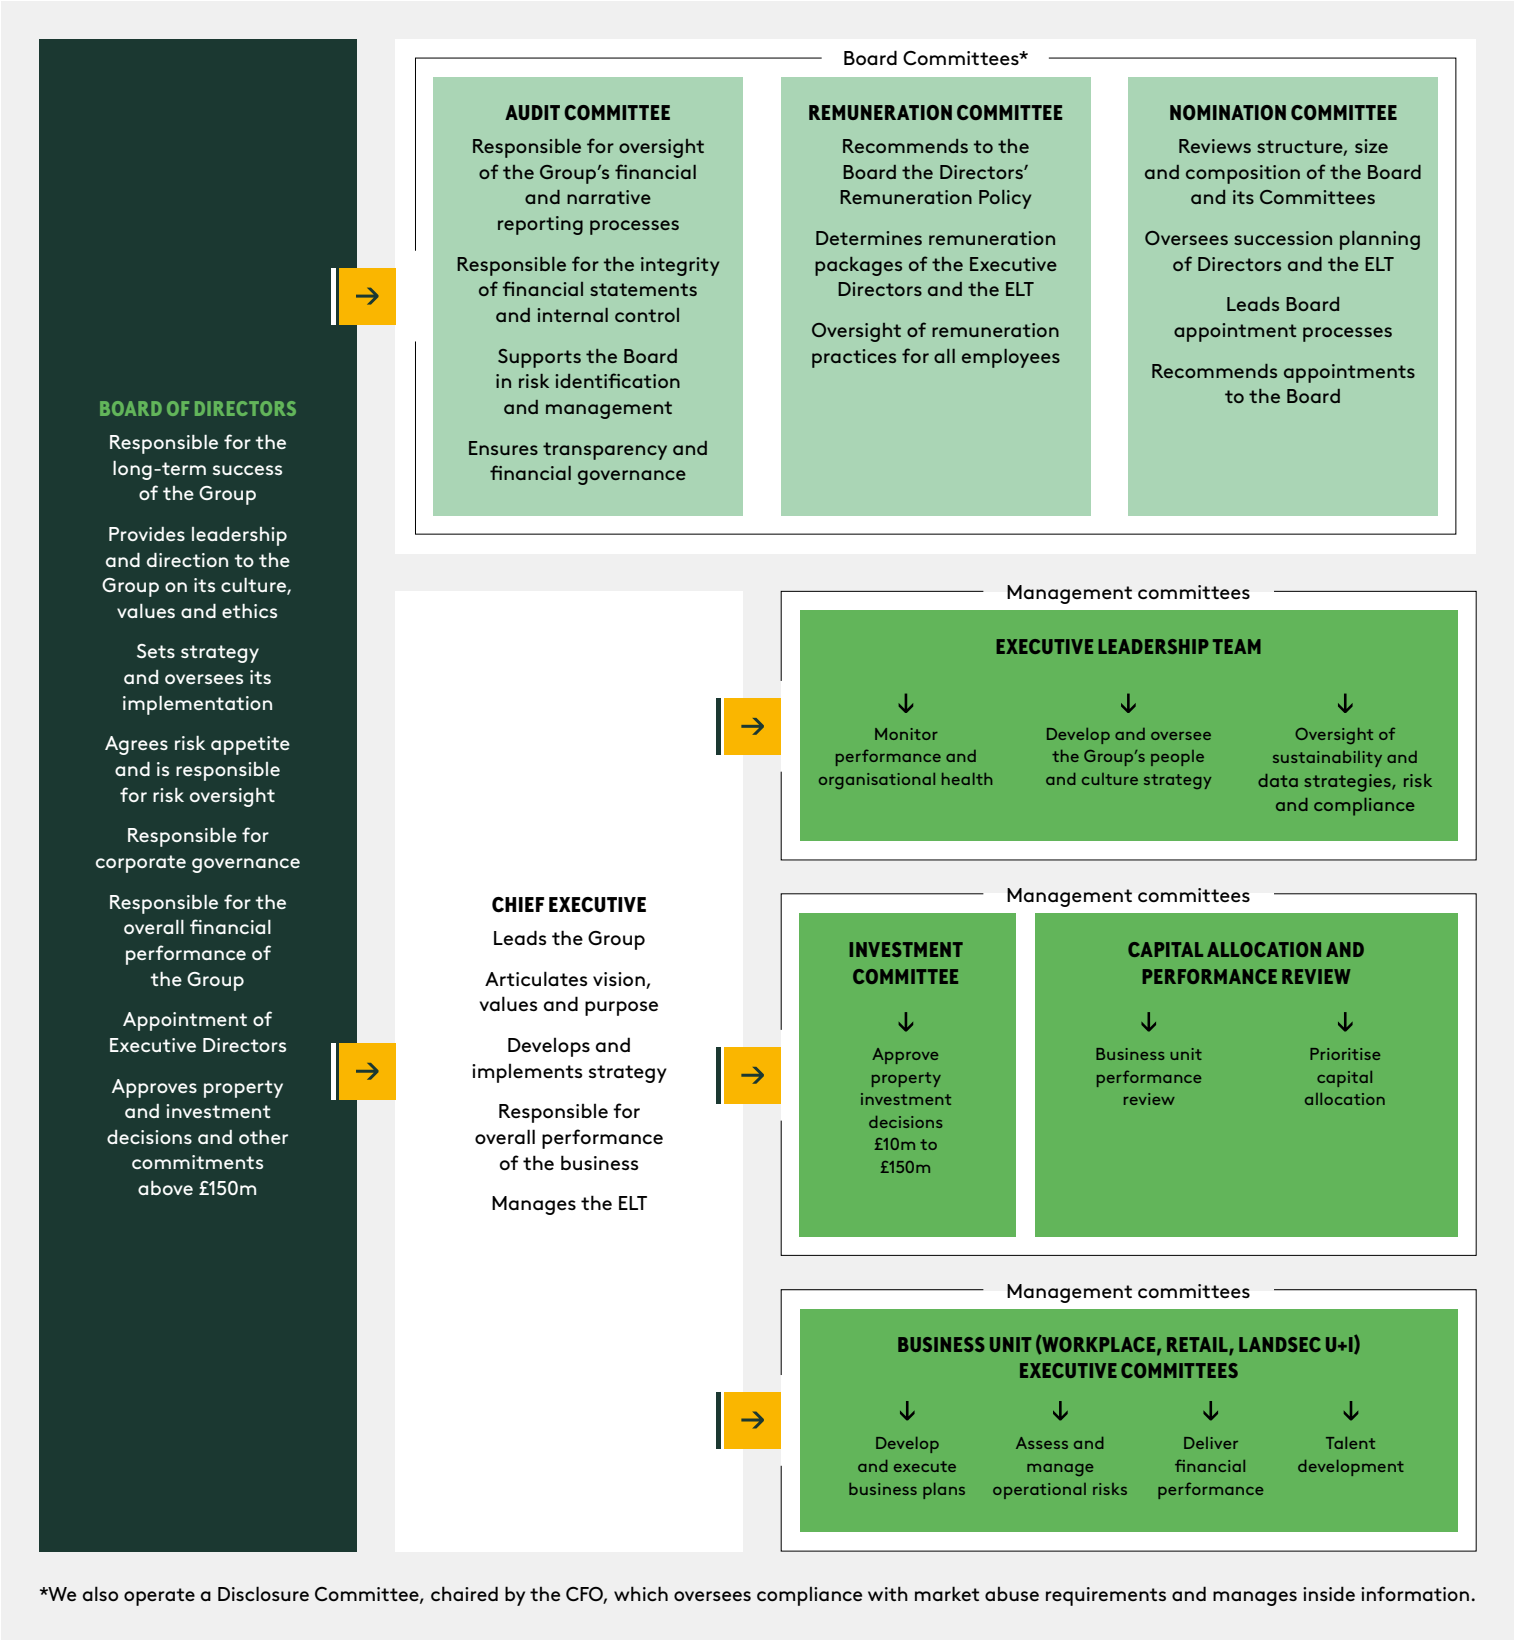 BOARD OF DIRECTORS
Responsible for the
long-term success
of the Group
Provides leadership
and direction to the
Group on its culture,
values and ethics
Sets strategy
and oversees its
implementation
Agrees risk appetite
and is responsible
for risk oversight
Responsible for
corporate governance
Responsible for the
overall financial
performance of
the Group
Appointment of
Executive Directors
Approves property
and investment
decisions and other
commitments
above £150m
Board Committees*
AUDIT COMMITTEE
Responsible for oversight
of the Group’s financial
and narrative
reporting processes
Responsible for the integrity
of financial statements
and internal control
Supports the Board
in risk identification
and management
Ensures transparency and
financial governance
REMUNERATION COMMITTEE
Recommends to the
Board the Directors’
Remuneration Policy
Determines remuneration
packages of the Executive
Directors and the ELT
Oversight of remuneration
practices for all employees
NOMINATION COMMITTEE
Reviews structure, size
and composition of the Board
and its Committees
Oversees succession planning
of Directors and the ELT
Leads Board
appointment processes
Recommends appointments
to the Board
CHIEF EXECUTIVE
Leads the Group
Articulates vision,
values and purpose
Develops and
implements strategy
Responsible for
overall performance
of the business
Manages the ELT
Management committees
EXECUTIVE LEADERSHIP TEAM
Monitor
performance and
organisational health
Develop and oversee
the Group’s people
and culture strategy
Oversight of
sustainability and
data strategies, risk
and compliance
Management committees
INVESTMENT
COMMITTEE
Approve
property
investment
decisions
£10m to
£150m
CAPITAL ALLOCATION AND
PERFORMANCE REVIEW
Business unit
performance
review
Prioritise
capital
allocation
Management committees
BUSINESS UNIT (WORKPLACE, RETAIL, LANDSEC U+I)
EXECUTIVE COMMITTEES
Develop
and execute
business plans
Assess and
manage
operational risks
Deliver
financial
performance
Talent
development
*We also operate a Disclosure Committee, chaired by the CFO, which oversees compliance with market abuse requirements and manages inside information.